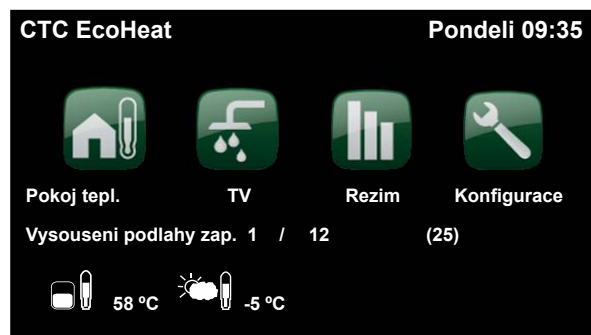 CTC EcoHeat Pondeli 09:35
Pokoj tepl. TV Rezim Konfigurace
Vysouseni podlahy zap. 1 / 12 (25)
58 ºC -5 ºC